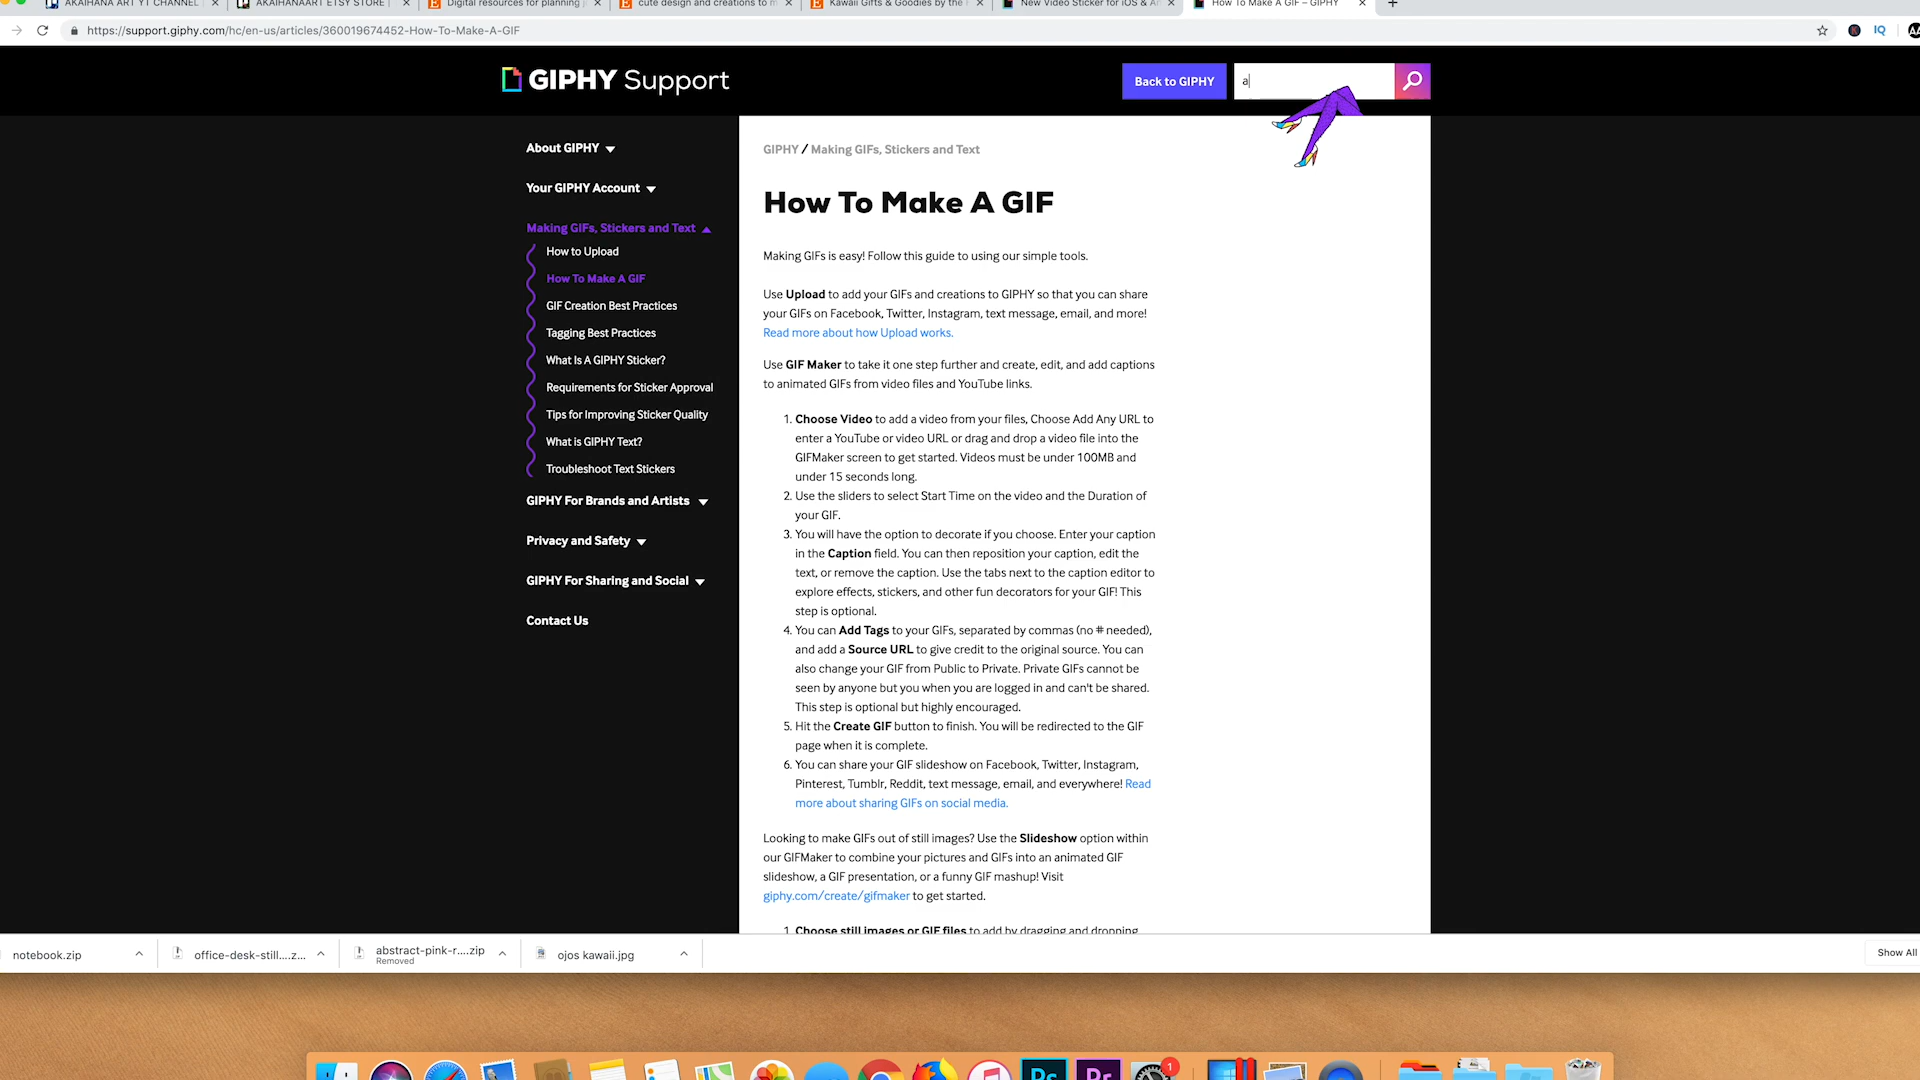 AKAIHANA ART YT CHANNEL
AKAIHANAART ETSY STORE
Digital resources for planning
cute design and creations to m
Kawaii Gifts & Goodies by the
New Video Sticker for iOS & A
How To Make A GIF – GIPHY
https://support.giphy.com/hc/en-us/articles/360019674452-How-To-Make-A-GIF
IQ
AA
GIPHY Support
Back to GIPHY
a
About GIPHY
Your GIPHY Account
Making GIFs, Stickers and Text
How to Upload
How To Make A GIF
GIF Creation Best Practices
Tagging Best Practices
What Is A GIPHY Sticker?
Requirements for Sticker Approval
Tips for Improving Sticker Quality
What is GIPHY Text?
Troubleshoot Text Stickers
GIPHY For Brands and Artists
Privacy and Safety
GIPHY For Sharing and Social
Contact Us
GIPHY / Making GIFs, Stickers and Text
How To Make A GIF
Making GIFs is easy! Follow this guide to using our simple tools.
Use Upload to add your GIFs and creations to GIPHY so that you can share
your GIFs on Facebook, Twitter, Instagram, text message, email, and more!
Read more about how Upload works.
Use GIF Maker to take it one step further and create, edit, and add captions
to animated GIFs from video files and YouTube links.
1. Choose Video to add a video from your files, Choose Add Any URL to
enter a YouTube or video URL or drag and drop a video file into the
GIFMaker screen to get started. Videos must be under 100MB and
under 15 seconds long.
2. Use the sliders to select Start Time on the video and the Duration of
your GIF.
3. You will have the option to decorate if you choose. Enter your caption
in the Caption field. You can then reposition your caption, edit the
text, or remove the caption. Use the tabs next to the caption editor to
explore effects, stickers, and other fun decorators for your GIF! This
step is optional.
4. You can Add Tags to your GIFs, separated by commas (no # needed),
and add a Source URL to give credit to the original source. You can
also change your GIF from Public to Private. Private GIFs cannot be
seen by anyone but you when you are logged in and can't be shared.
This step is optional but highly encouraged.
5. Hit the Create GIF button to finish. You will be redirected to the GIF
page when it is complete.
6. You can share your GIF slideshow on Facebook, Twitter, Instagram,
Pinterest, Tumblr, Reddit, text message, email, and everywhere! Read
more about sharing GIFs on social media.
Looking to make GIFs out of still images? Use the Slideshow option within
our GIFMaker to combine your pictures and GIFs into an animated GIF
slideshow, a GIF presentation, or a funny GIF mashup! Visit
giphy.com/create/gifmaker to get started.
1. Choose still images or GIF files to add by dragging and dropping
notebook.zip
office-desk-still....z...
abstract-pink-r....zip
Removed
ojos kawaii.jpg
Show All
Ps
Pr
1